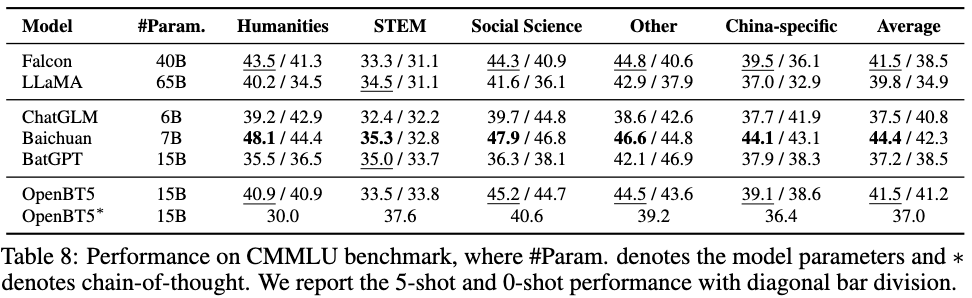 Model #Param. Humanities STEM Social Science Other China-specific Average
Falcon 40B 43.5 / 41.3 33.3 / 31.1 44.3 / 40.9 44.8 / 40.6 39.5 / 36.1 41.5 / 38.5
LLaMA 65B 40.2 / 34.5 34.5 / 31.1 41.6 / 36.1 42.9 / 37.9 37.0 / 32.9 39.8 / 34.9
ChatGLM 6B 39.2 / 42.9 32.4 / 32.2 39.7 / 44.8 38.6 / 42.6 37.7 / 41.9 37.5 / 40.8
Baichuan 7B 48.1 / 44.4 35.3 / 32.8 47.9 / 46.8 46.6 / 44.8 44.1 / 43.1 44.4 / 42.3
BatGPT 15B 35.5 / 36.5 35.0 / 33.7 36.3 / 38.1 42.1 / 46.9 37.9 / 38.3 37.2 / 38.5
OpenBT5 15B 40.9 / 40.9 33.5 / 33.8 45.2 / 44.7 44.5 / 43.6 39.1 / 38.6 41.5 / 41.2
OpenBT5* 15B 30.0 37.6 40.6 39.2 36.4 37.0
Table 8: Performance on CMMLU benchmark, where #Param. denotes the model parameters and *
denotes chain-of-thought. We report the 5-shot and 0-shot performance with diagonal bar division.